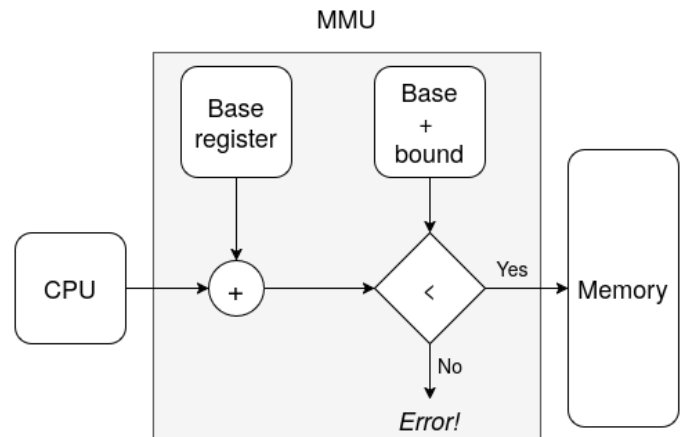 MMU
Base
register
Base
+
bound
CPU
+
<
Yes
Memory
No
Error!